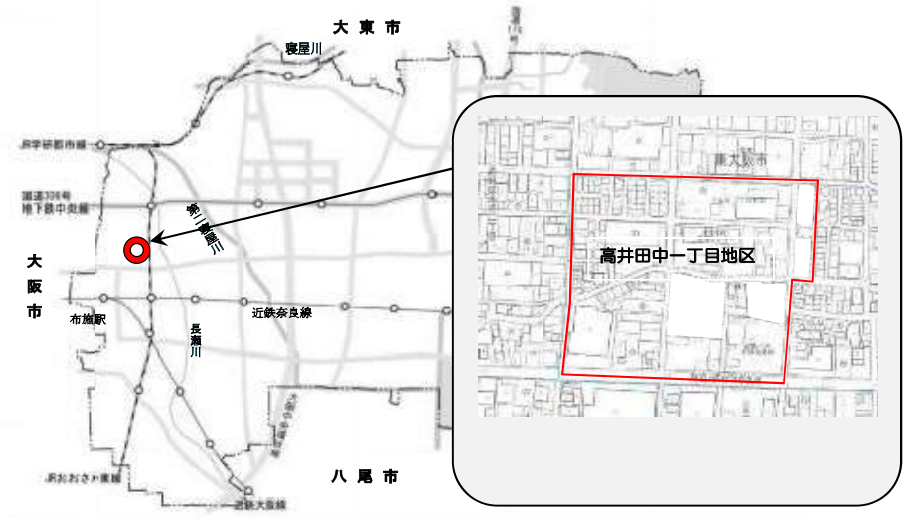 大東市
寝屋川
JR学研都市線
国道308号
地下鉄中央線
第二寝屋川
大阪市
布施駅
近鉄奈良線
長瀬川
JRおおさか東線
八尾市
近鉄大阪線
東大阪市
高井田中一丁目地区